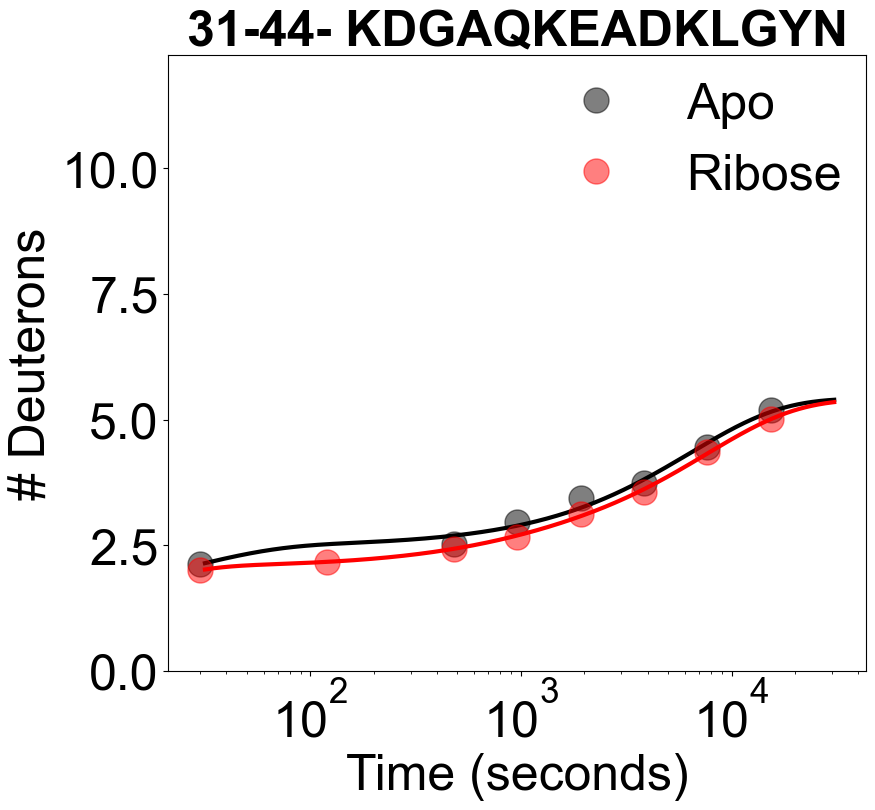 31-44- KDGAQKEADKLGYN
Apo
Ribose
# Deuterons
10.0
7.5
5.0
2.5
0.0
10^2
10^3
10^4
Time (seconds)